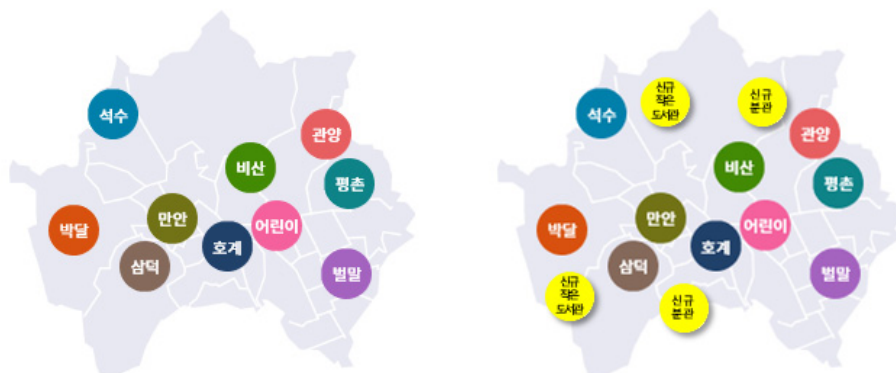 석수
관양
비산
평촌
만안
어린이
박달
호계
삼덕
벌말
신규
작은
도서관
신규
분관
석수
관양
비산
평촌
만안
어린이
박달
호계
삼덕
벌말
신규
작은
도서관
신규
분관